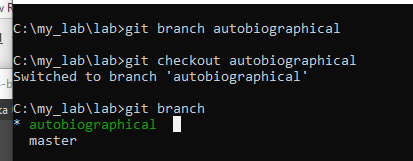 C:\my_lab\lab>git branch autobiographical
C:\my_lab\lab>git checkout autobiographical
Switched to branch 'autobiographical'
C:\my_lab\lab>git branch
* autobiographical
master